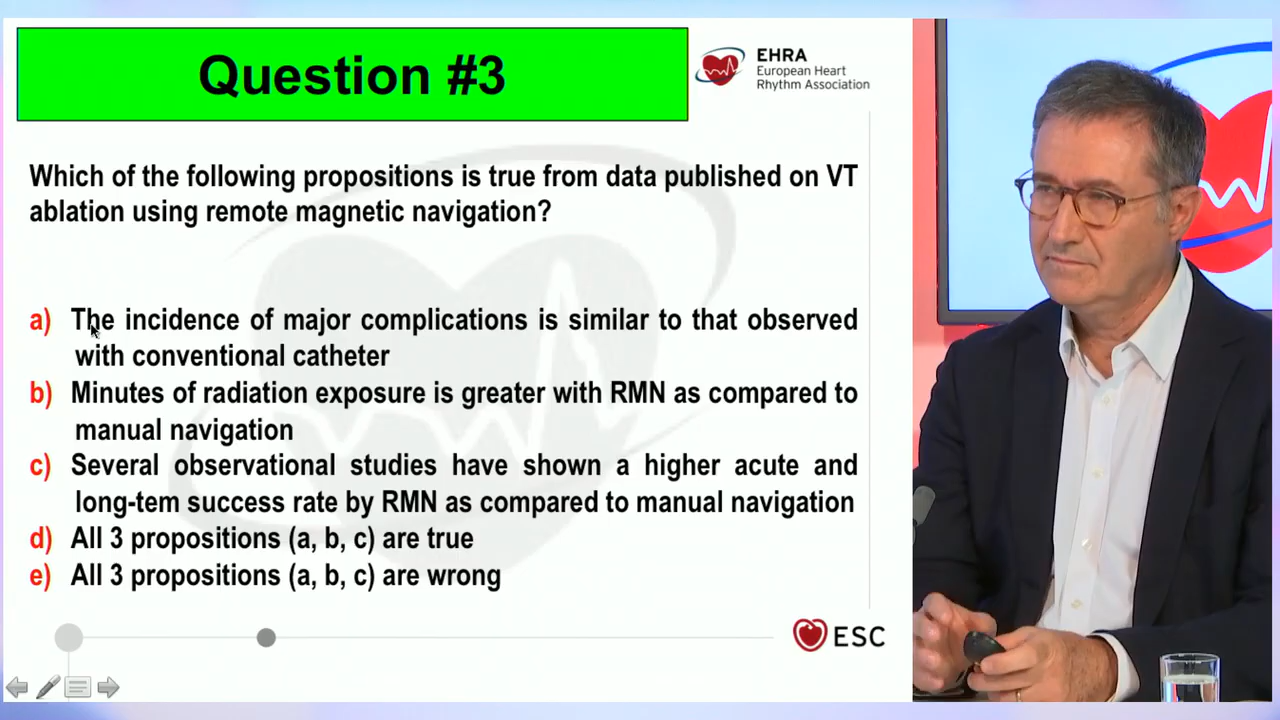 Question #3
EHRA
European Heart
Rhythm Association
Which of the following propositions is true from data published on VT
ablation using remote magnetic navigation?
a) The incidence of major complications is similar to that observed
with conventional catheter
b) Minutes of radiation exposure is greater with RMN as compared to
manual navigation
c) Several observational studies have shown a higher acute and
long-tem success rate by RMN as compared to manual navigation
d) All 3 propositions (a, b, c) are true
e) All 3 propositions (a, b, c) are wrong
ESC